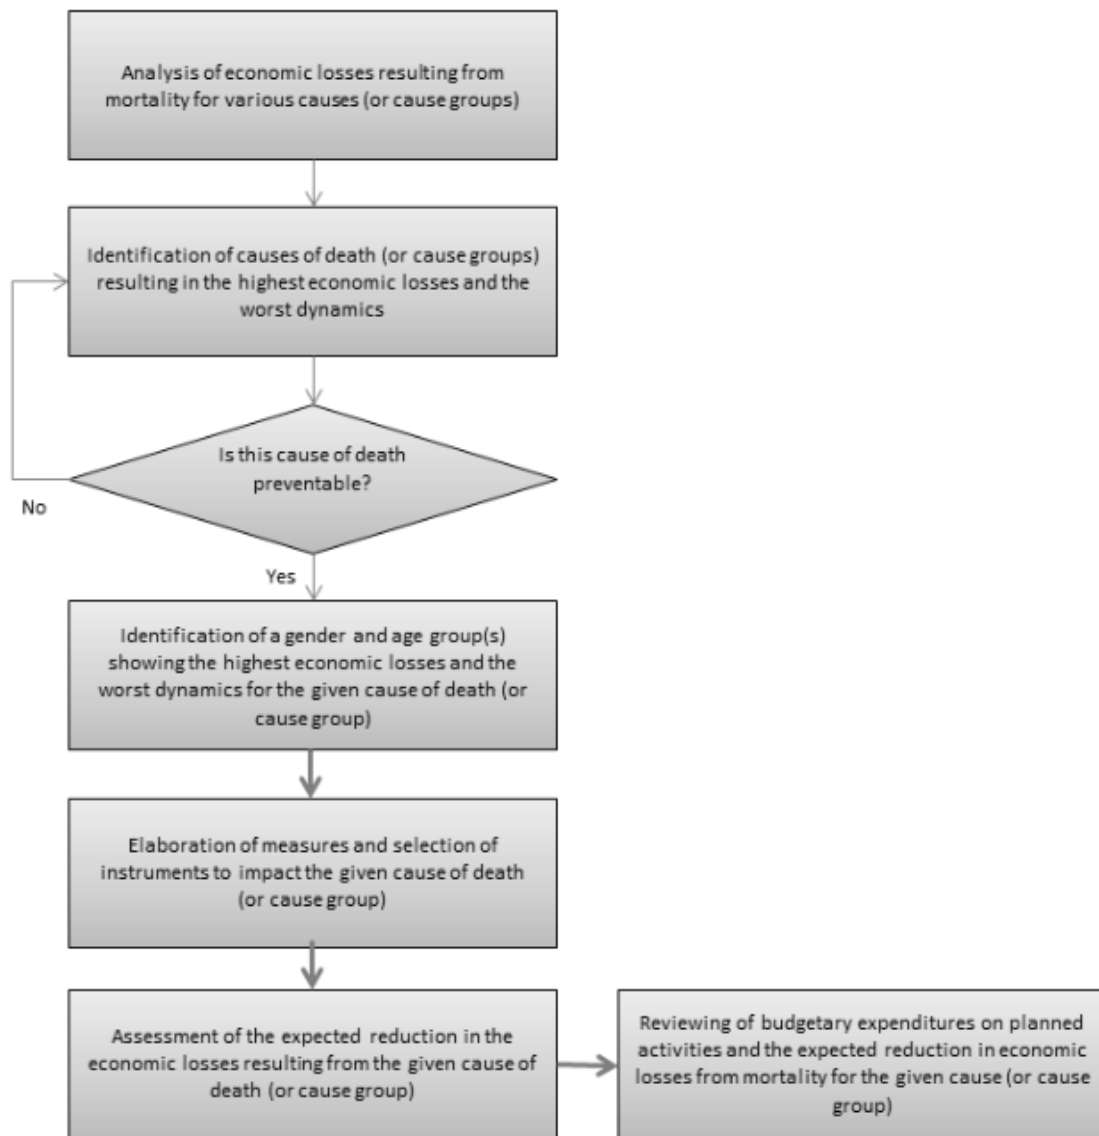 Analysis of economic losses resulting from
mortality for various causes (or cause groups)
Identification of causes of death (or cause groups)
resulting in the highest economic losses and the
worst dynamics
Is this cause of death
preventable?
No
Yes
Identification of a gender and age group(s)
showing the highest economic losses and the
worst dynamics for the given cause of death (or
cause group)
Elaboration of measures and selection of
instruments to impact the given cause of death
(or cause group)
Assessment of the expected reduction in the
economic losses resulting from the given cause of
death (or cause group)
Reviewing of budgetary expenditures on planned
activities and the expected reduction in economic
losses from mortality for the given cause (or cause
group)